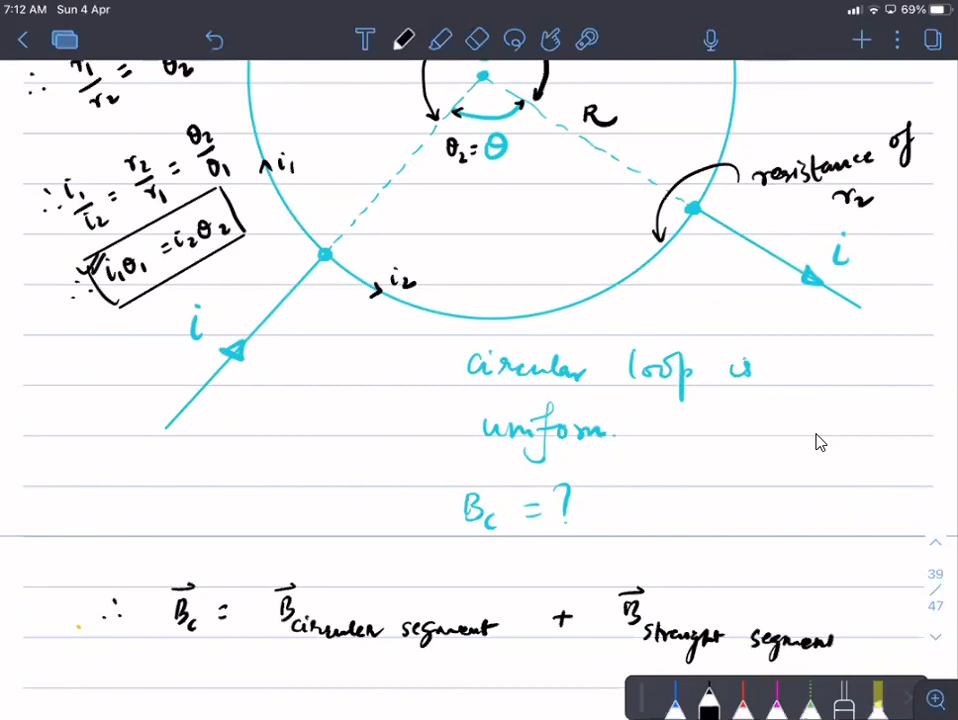 7:12 AM Sun 4 Apr
69%
∴ r₁/r₂ = θ₂
R
θ₂ = θ
resistance of
r₂
∴ i₁/i₂ = r₂/r₁ = θ₂/θ₁
i₁
∴ i₁θ₁ = i₂θ₂
i₂
i
i
circular loop is
uniform.
B꜀ = ?
39
/
47
∴ B⃗꜀ = B⃗ circular segment + B⃗ straight segment